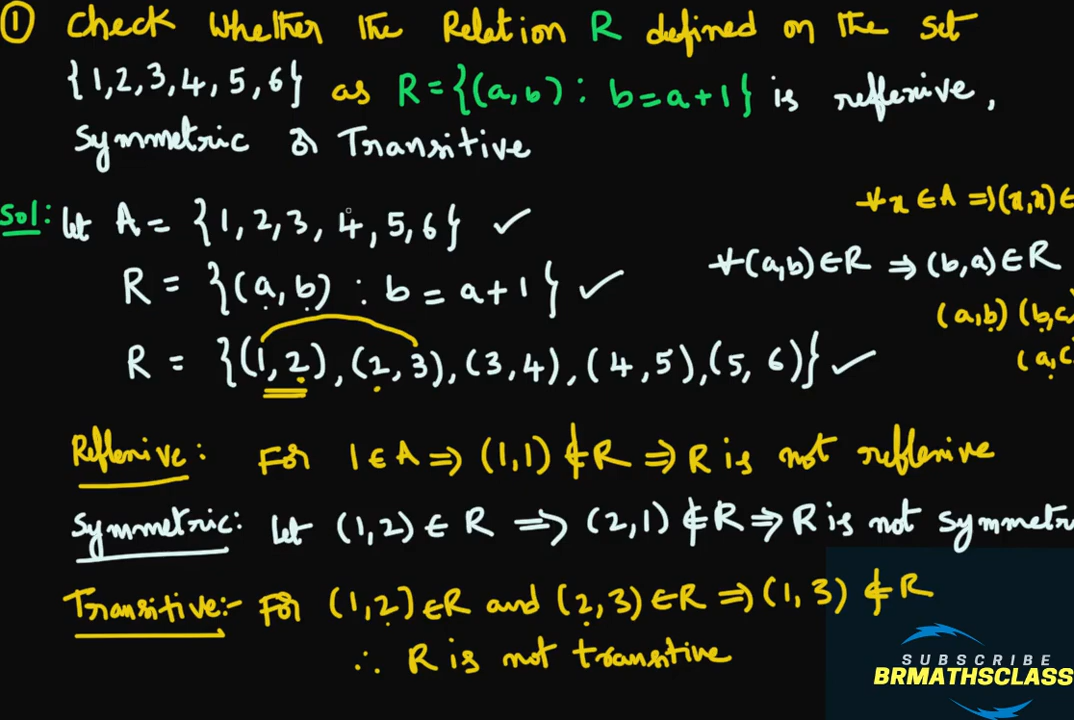 ① Check Whether the Relation R defined on the Set
{1,2,3,4,5,6} as R={(a,b): b=a+1} is reflexive,
Symmetric or Transitive
Sol: Let A = {1,2,3,4,5,6} ✓
∀x∈A ⇒(x,x)∈
R = {(a,b) : b = a+1} ✓
∀(a,b)∈R ⇒ (b,a)∈R
(a,b) (b,c
R = {(1,2),(2,3),(3,4),(4,5),(5,6)} ✓
(a,c
Reflexive: For 1∈A ⇒ (1,1)∉R ⇒ R is not reflexive
Symmetric: Let (1,2)∈R ⇒ (2,1)∉R ⇒ R is not symmetr
Transitive:- For (1,2)∈R and (2,3)∈R ⇒ (1,3)∉R
∴ R is not transitive
SUBSCRIBE
BRMATHSCLASS